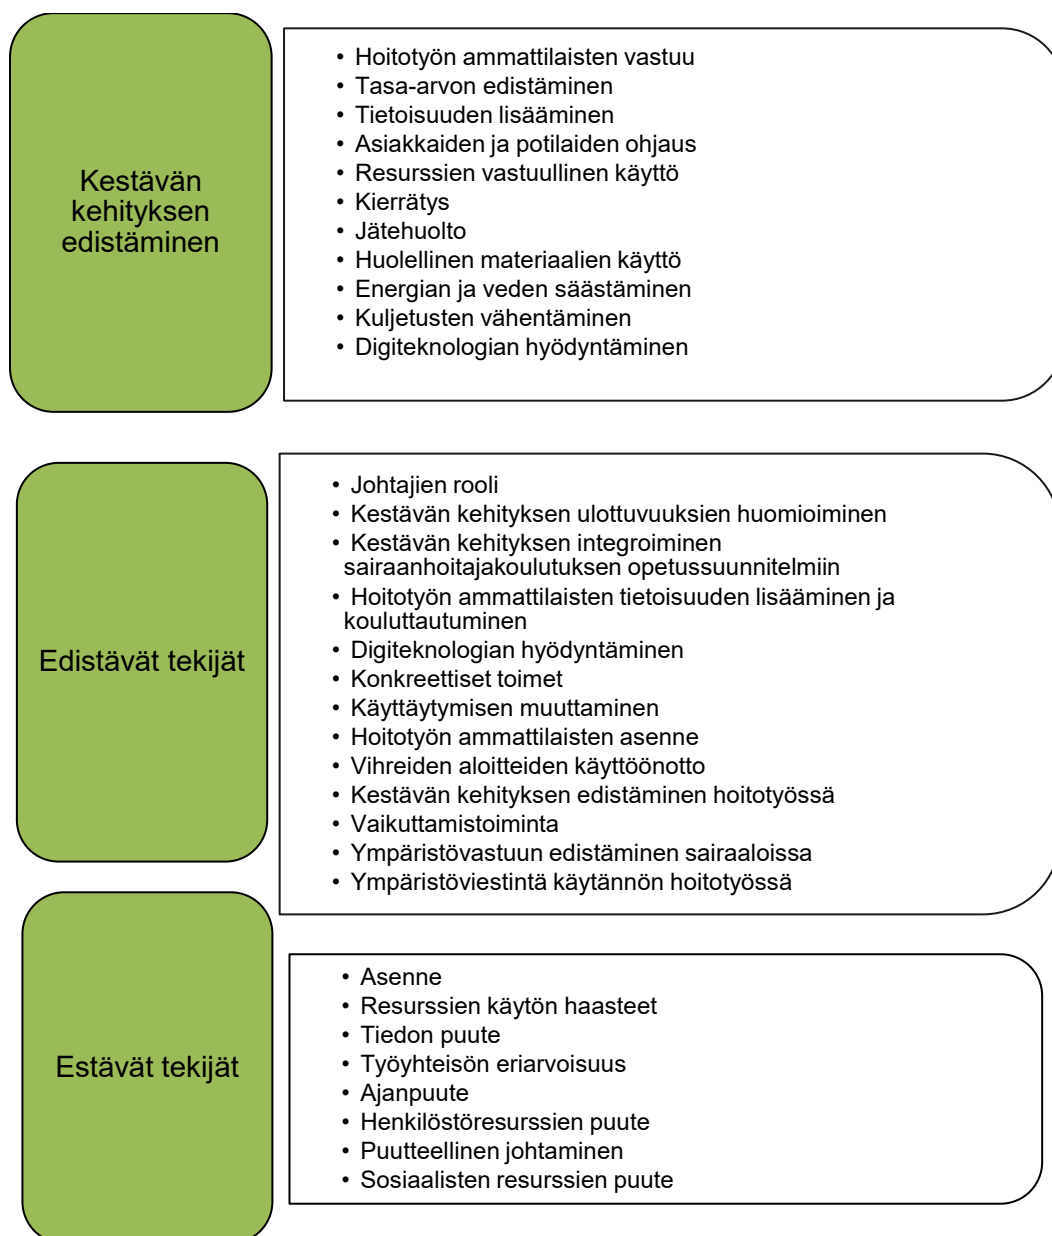 Kestävän
kehityksen
edistäminen
• Hoitotyön ammattilaisten vastuu
• Tasa-arvon edistäminen
• Tietoisuuden lisääminen
• Asiakkaiden ja potilaiden ohjaus
• Resurssien vastuullinen käyttö
• Kierrätys
• Jätehuolto
• Huolellinen materiaalien käyttö
• Energian ja veden säästäminen
• Kuljetusten vähentäminen
• Digiteknologian hyödyntäminen
Edistävät tekijät
• Johtajien rooli
• Kestävän kehityksen ulottuvuuksien huomioiminen
• Kestävän kehityksen integroiminen
sairaanhoitajakoulutuksen opetussuunnitelmiin
• Hoitotyön ammattilaisten tietoisuuden lisääminen ja
kouluttautuminen
• Digiteknologian hyödyntäminen
• Konkreettiset toimet
• Käyttäytymisen muuttaminen
• Hoitotyön ammattilaisten asenne
• Vihreiden aloitteiden käyttöönotto
• Kestävän kehityksen edistäminen hoitotyössä
• Vaikuttamistoiminta
• Ympäristövastuun edistäminen sairaaloissa
• Ympäristöviestintä käytännön hoitotyössä
Estävät tekijät
• Asenne
• Resurssien käytön haasteet
• Tiedon puute
• Työyhteisön eriarvoisuus
• Ajanpuute
• Henkilöstöresurssien puute
• Puutteellinen johtaminen
• Sosiaalisten resurssien puute